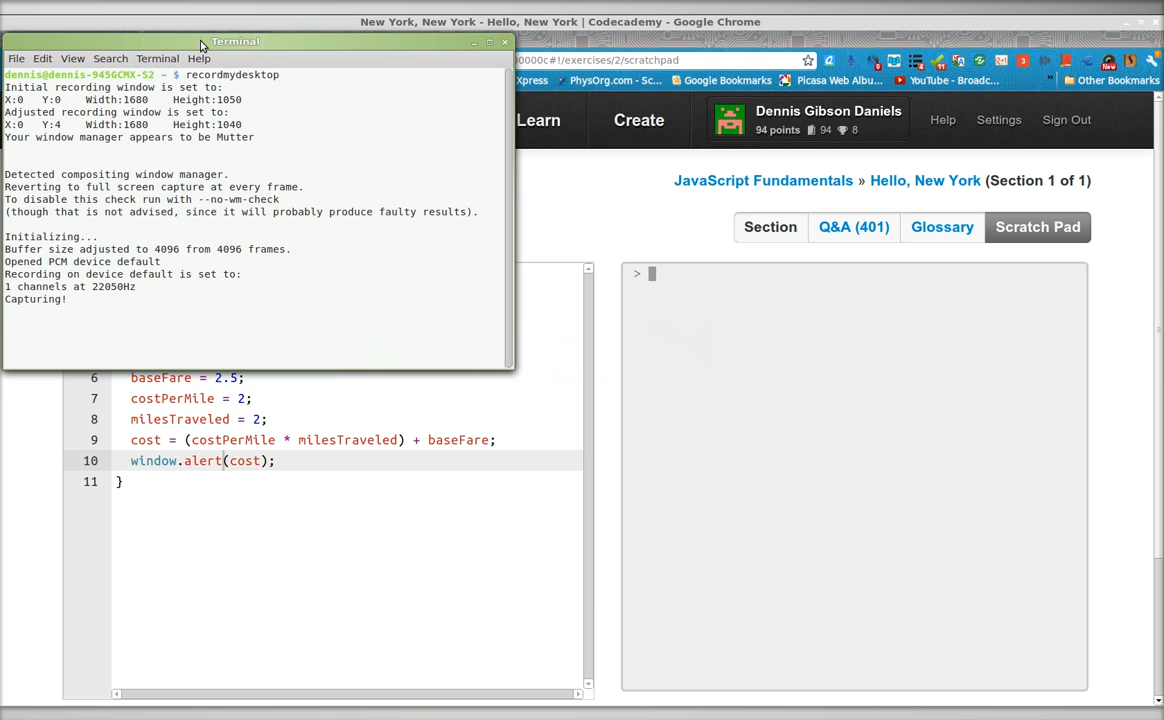 New York, New York - Hello, New York | Codecademy - Google Chrome
Terminal
File Edit View Search Terminal Help
dennis@dennis-945GCMX-S2 ~ $ recordmydesktop
Initial recording window is set to:
X:0 Y:0 Width:1680 Height:1050
Adjusted recording window is set to:
X:0 Y:4 Width:1680 Height:1040
Your window manager appears to be Mutter
Detected compositing window manager.
Reverting to full screen capture at every frame.
To disable this check run with --no-wm-check
(though that is not advised, since it will probably produce faulty results).
Initializing...
Buffer size adjusted to 4096 from 4096 frames.
Opened PCM device default
Recording on device default is set to:
1 channels at 22050Hz
Capturing!
0000c#!/exercises/2/scratchpad
Xpress PhysOrg.com - Sc... Google Bookmarks Picasa Web Albu... YouTube - Broadc... » Other Bookmarks
Learn Create Dennis Gibson Daniels Help Settings Sign Out
94 points 94 8
JavaScript Fundamentals » Hello, New York (Section 1 of 1)
Section Q&A (401) Glossary Scratch Pad
>
6 baseFare = 2.5;
7 costPerMile = 2;
8 milesTraveled = 2;
9 cost = (costPerMile * milesTraveled) + baseFare;
10 window.alert(cost);
11 }